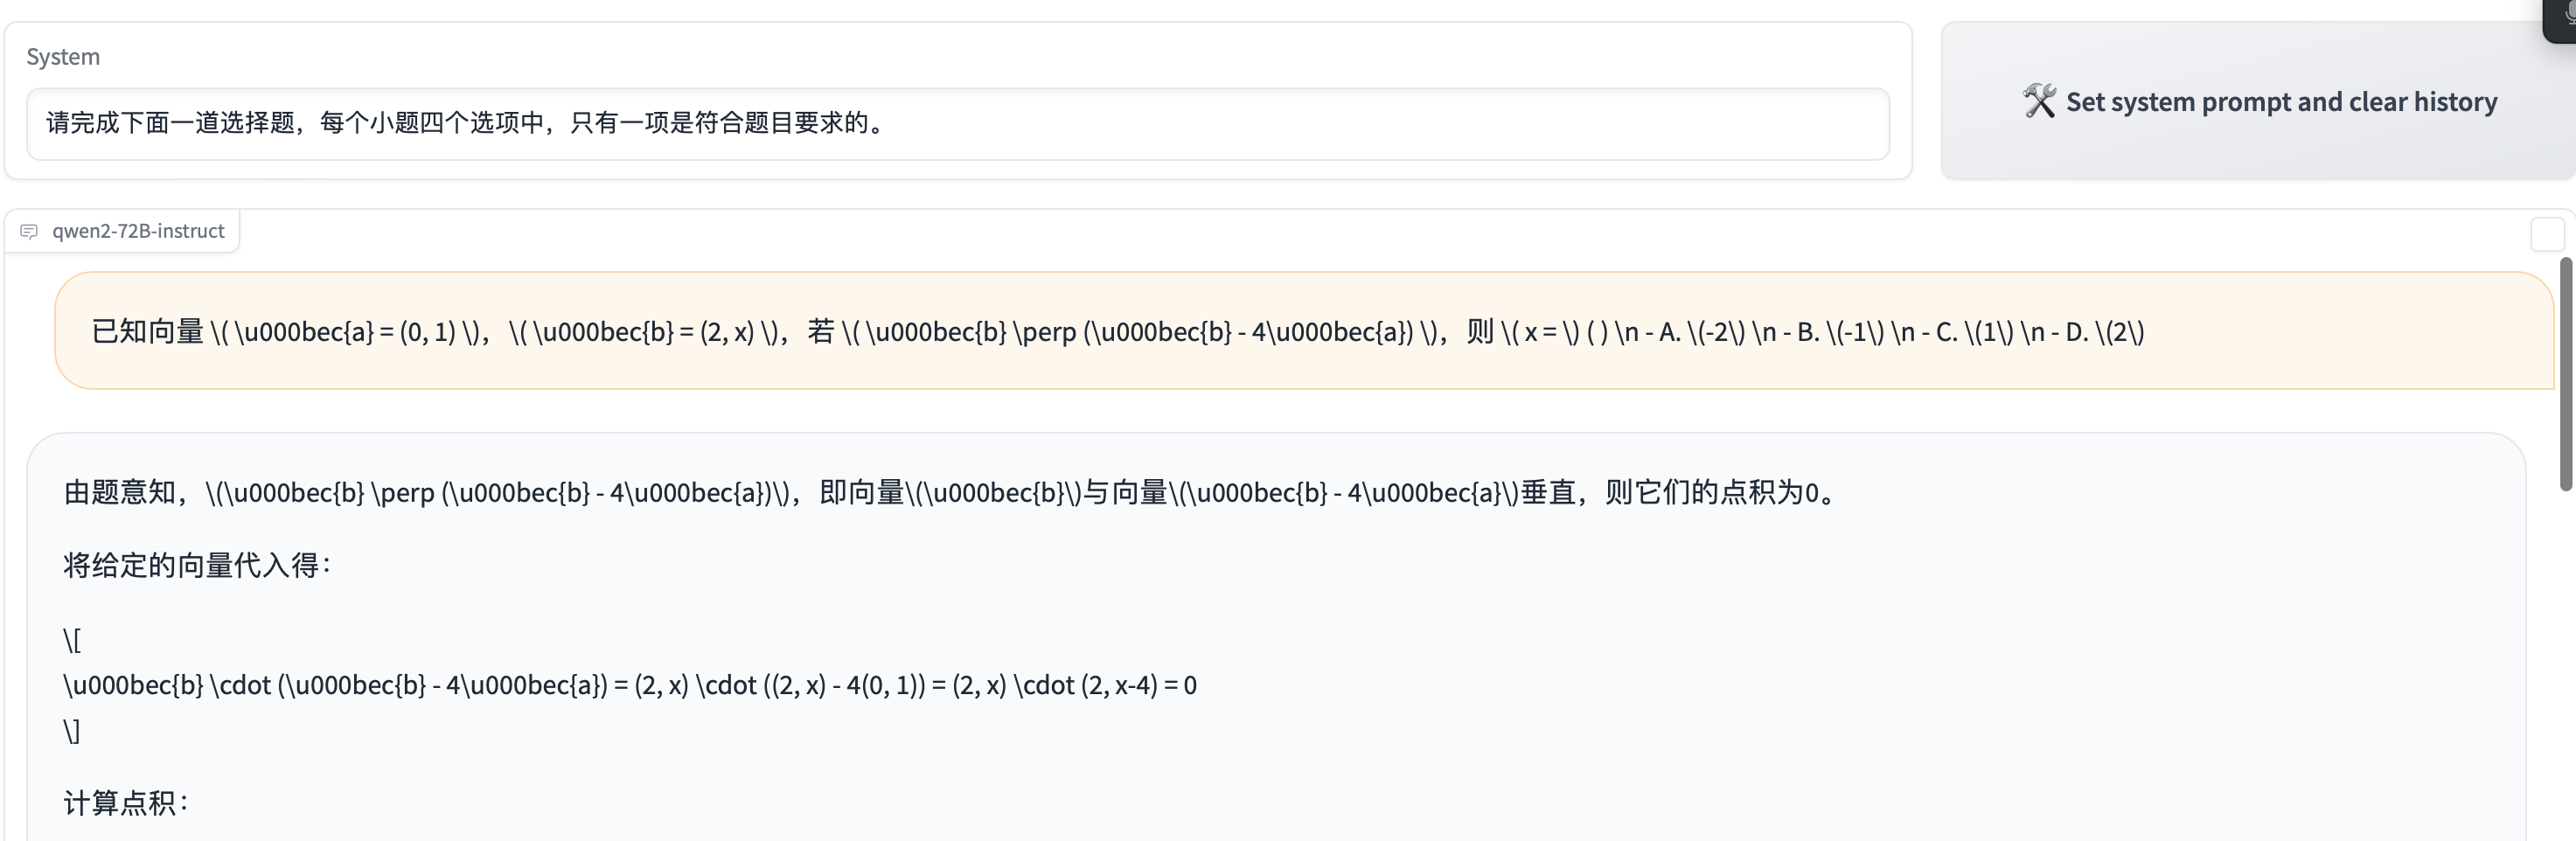 System
请完成下面一道选择题，每个小题四个选项中，只有一项是符合题目要求的。
🛠 Set system prompt and clear history
qwen2-72B-instruct
已知向量 \( \u000bec{a} = (0, 1) \)，\( \u000bec{b} = (2, x) \)，若 \( \u000bec{b} \perp (\u000bec{b} - 4\u000bec{a}) \)，则 \( x = \) ( ) \n - A. \(-2\) \n - B. \(-1\) \n - C. \(1\) \n - D. \(2\)
由题意知，\(\u000bec{b} \perp (\u000bec{b} - 4\u000bec{a})\)，即向量\(\u000bec{b}\)与向量\(\u000bec{b} - 4\u000bec{a}\)垂直，则它们的点积为0。
将给定的向量代入得：
\[
\u000bec{b} \cdot (\u000bec{b} - 4\u000bec{a}) = (2, x) \cdot ((2, x) - 4(0, 1)) = (2, x) \cdot (2, x-4) = 0
\]
计算点积：